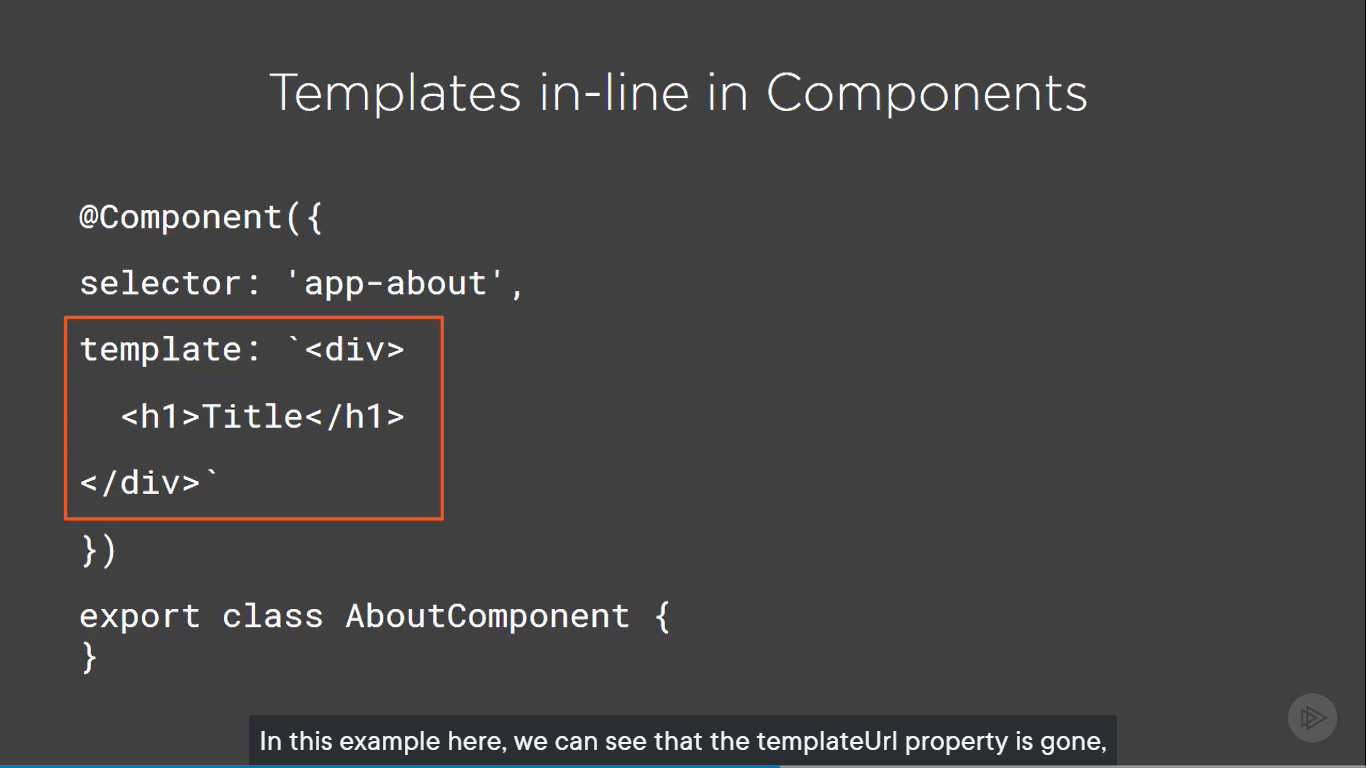 Templates in-line in Components
@Component({
selector: 'app-about',
template: `<div>
  <h1>Title</h1>
</div>`
})
export class AboutComponent {
}
In this example here, we can see that the templateUrl property is gone,